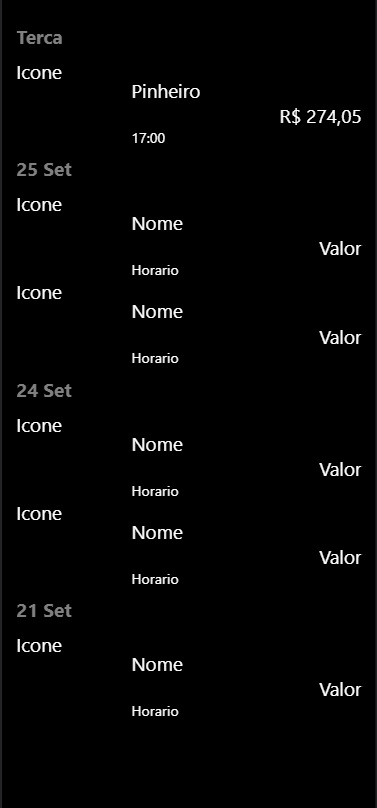 Terca
Icone
Pinheiro
R$ 274,05
17:00
25 Set
Icone
Nome
Valor
Horario
Icone
Nome
Valor
Horario
24 Set
Icone
Nome
Valor
Horario
Icone
Nome
Valor
Horario
21 Set
Icone
Nome
Valor
Horario